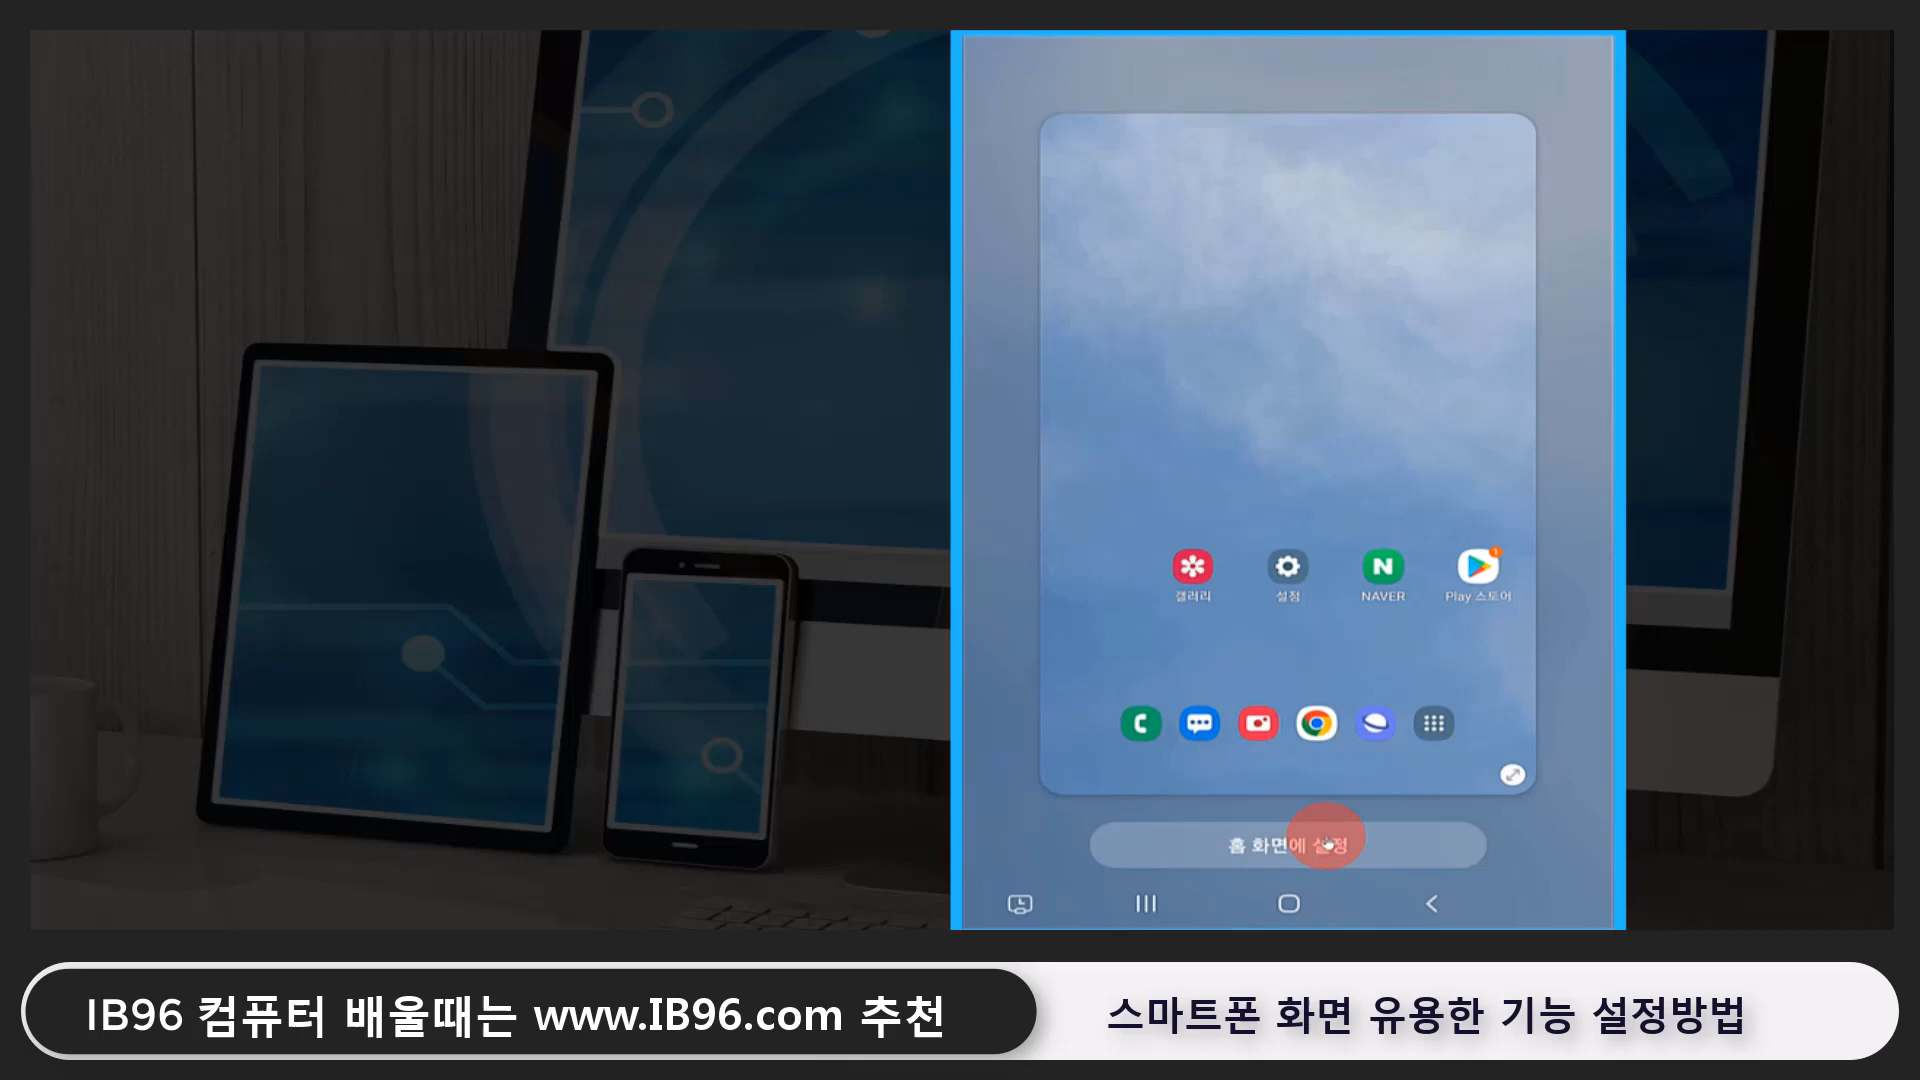 갤러리
설정
NAVER
Play 스토어
1
홈 화면에 설정
IB96 컴퓨터 배울때는 www.IB96.com 추천
스마트폰 화면 유용한 기능 설정방법